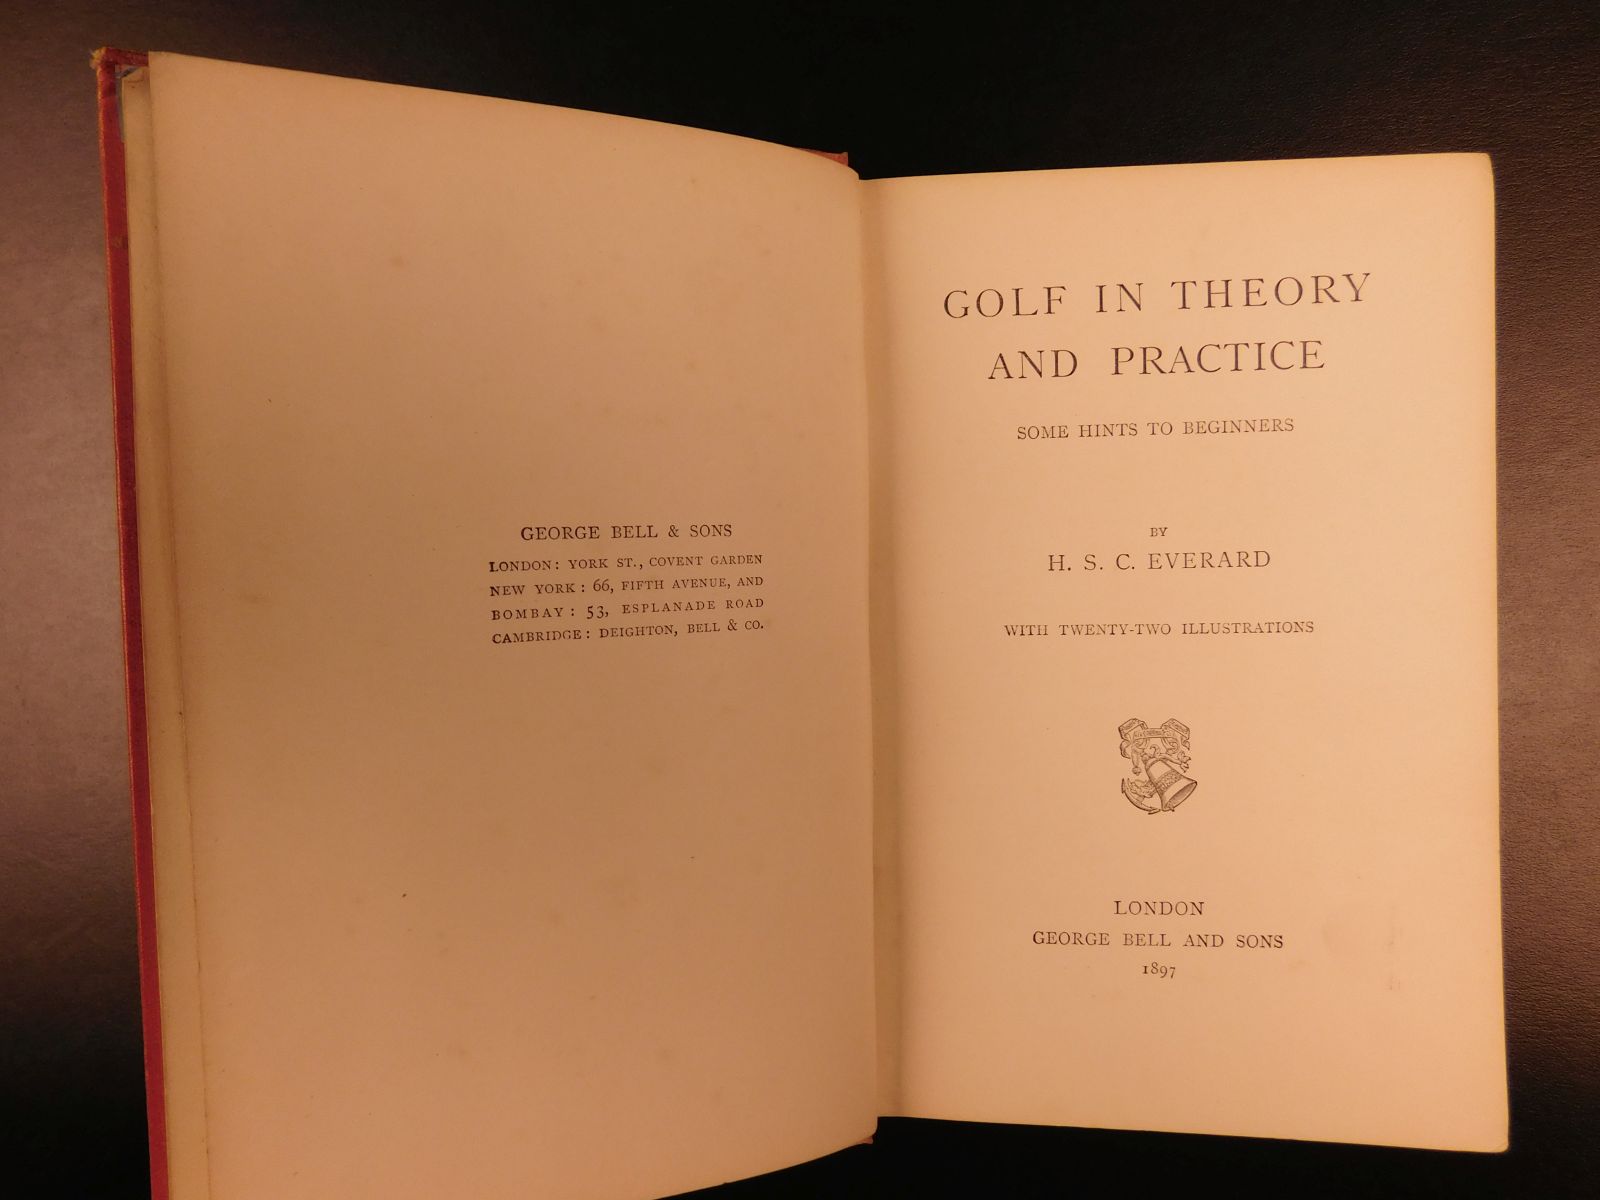 GEORGE BELL & SONS
LONDON: YORK ST., COVENT GARDEN
NEW YORK: 66, FIFTH AVENUE, AND
BOMBAY: 53, ESPLANADE ROAD
CAMBRIDGE: DEIGHTON, BELL & CO.
GOLF IN THEORY
AND PRACTICE
SOME HINTS TO BEGINNERS
BY
H. S. C. EVERARD
WITH TWENTY-TWO ILLUSTRATIONS
LONDON
GEORGE BELL AND SONS
1897